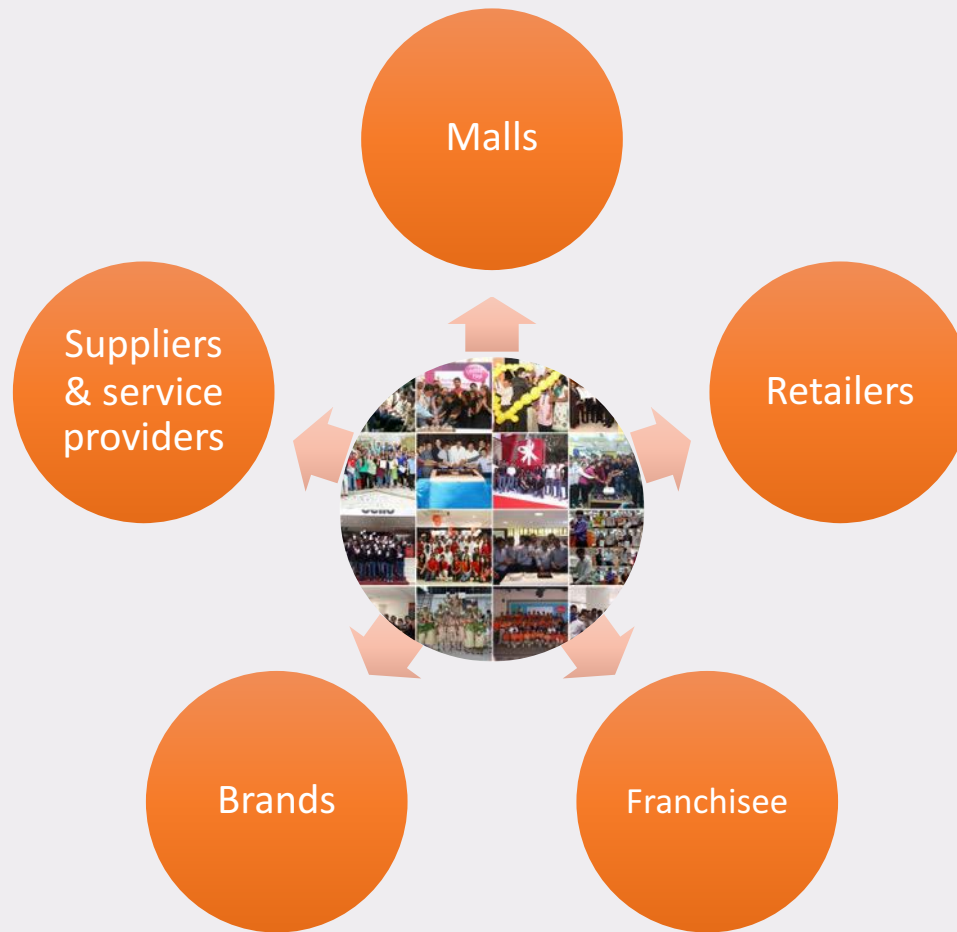 Malls
Suppliers
& service
providers
Retailers
Brands
Franchisee